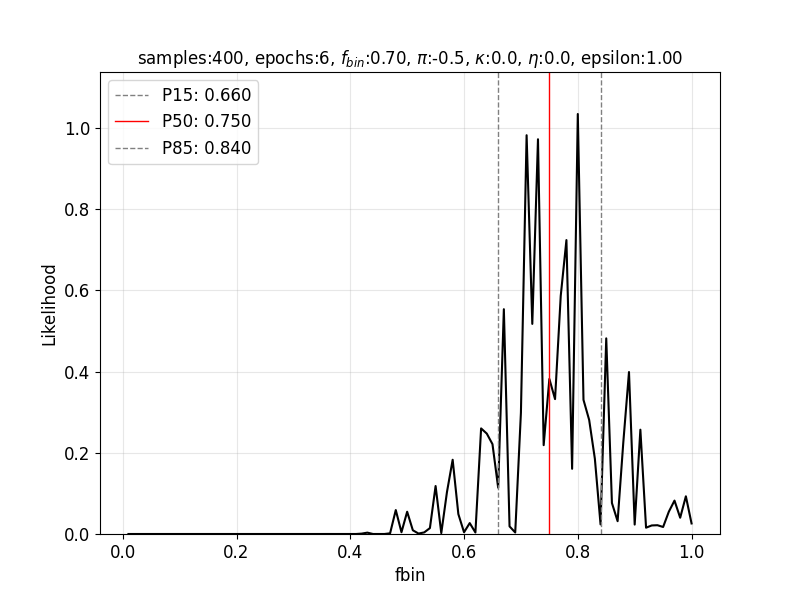 samples:400, epochs:6, f_bin:0.70, π:-0.5, κ:0.0, η:0.0, epsilon:1.00
P15: 0.660
P50: 0.750
P85: 0.840
Likelihood
1.0
0.8
0.6
0.4
0.2
0.0
0.0 0.2 0.4 0.6 0.8 1.0
fbin